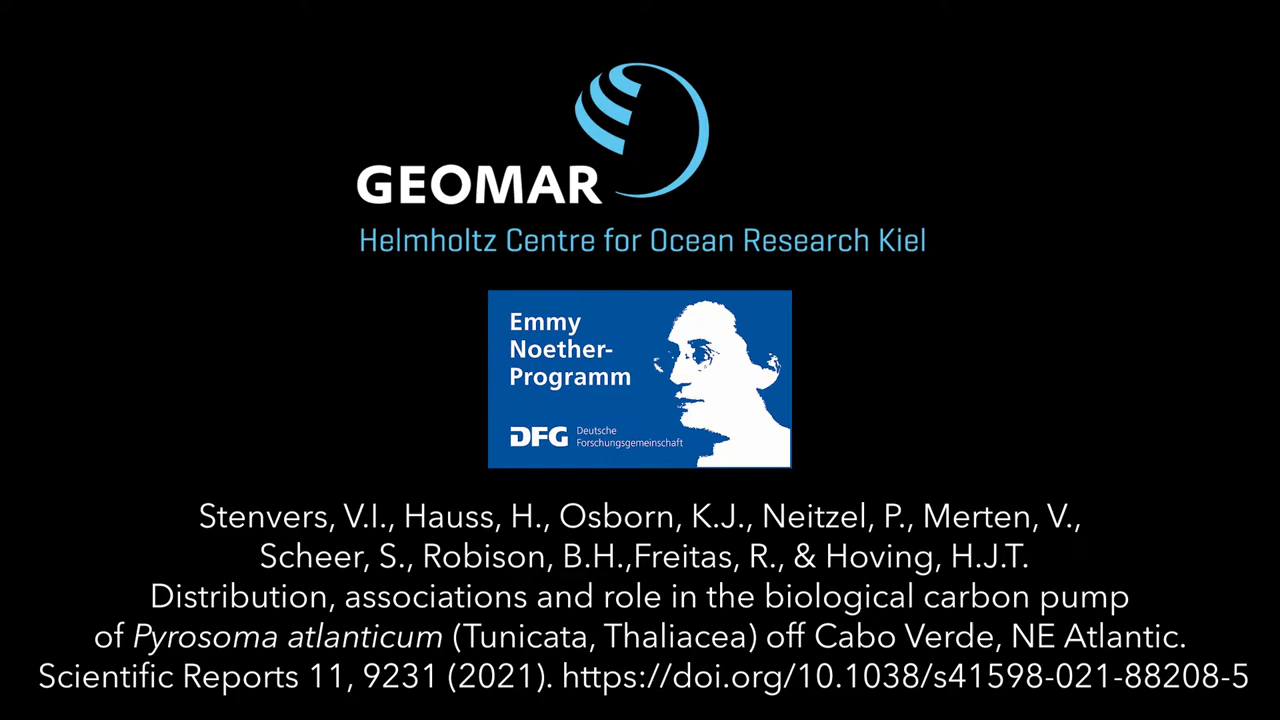 GEOMAR
Helmholtz Centre for Ocean Research Kiel
Emmy
Noether-
Programm
DFG Deutsche
Forschungsgemeinschaft
Stenvers, V.I., Hauss, H., Osborn, K.J., Neitzel, P., Merten, V.,
Scheer, S., Robison, B.H.,Freitas, R., & Hoving, H.J.T.
Distribution, associations and role in the biological carbon pump
of Pyrosoma atlanticum (Tunicata, Thaliacea) off Cabo Verde, NE Atlantic.
Scientific Reports 11, 9231 (2021). https://doi.org/10.1038/s41598-021-88208-5